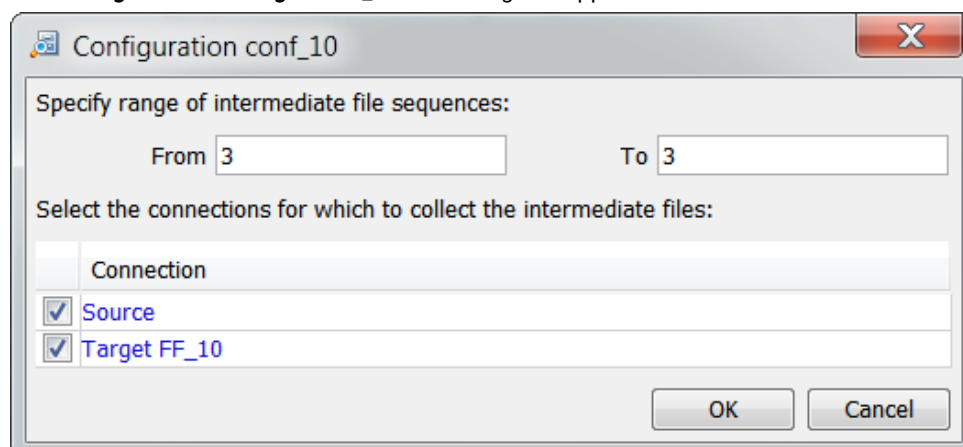 Configuration conf_10
Specify range of intermediate file sequences:
From 3 To 3
Select the connections for which to collect the intermediate files:
Connection
Source
Target FF_10
OK Cancel